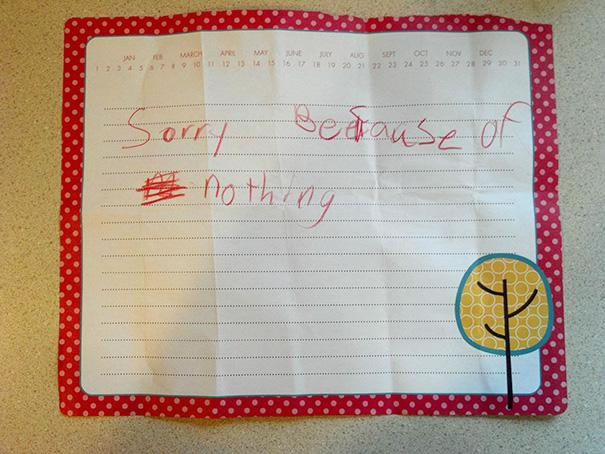 JAN FEB MARCH APRIL MAY JUNE JULY AUG SEPT OCT NOV DEC
1 2 3 4 5 6 7 8 9 10 11 12 13 14 15 16 17 18 19 20 21 22 23 24 25 26 27 28 29 30 31
Sorry Because of
nothing